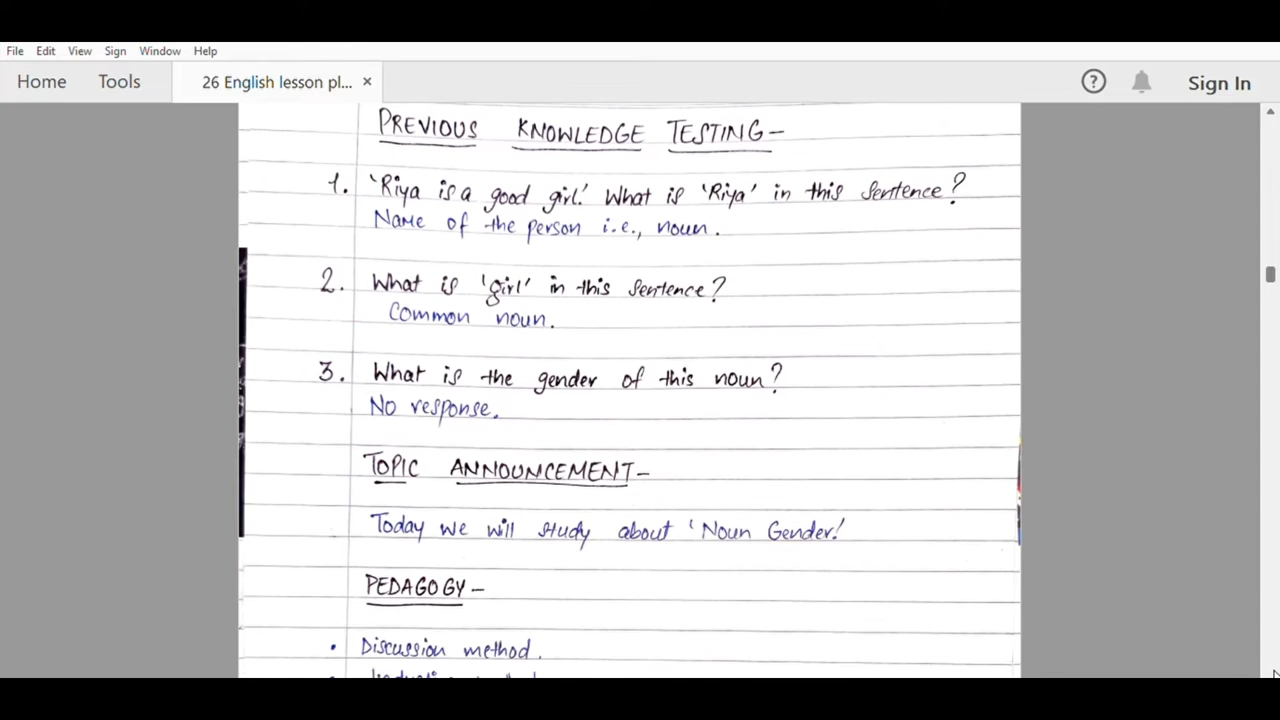 File Edit View Sign Window Help
Home Tools 26 English lesson pl... × ? Sign In
PREVIOUS KNOWLEDGE TESTING-
1. 'Riya is a good girl.' What is 'Riya' in this sentence?
Name of the person i.e., noun.
2. What is 'girl' in this sentence?
Common noun.
3. What is the gender of this noun?
No response.
TOPIC ANNOUNCEMENT-
Today we will study about 'Noun Gender.'
PEDAGOGY-
• Discussion method.